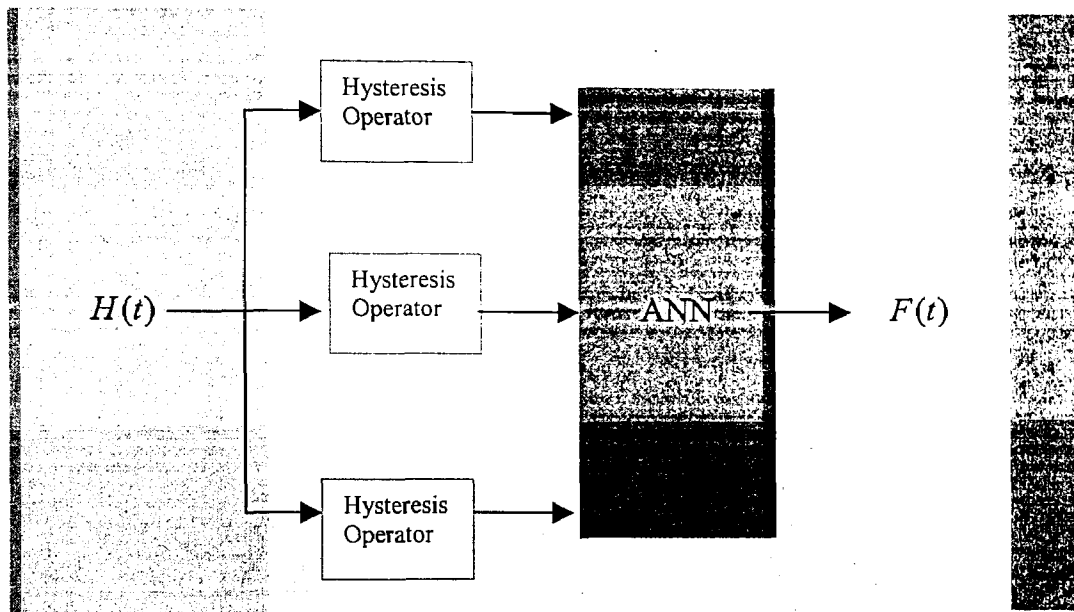 Hysteresis
Operator
Hysteresis
Operator
H(t)
ANN
F(t)
Hysteresis
Operator